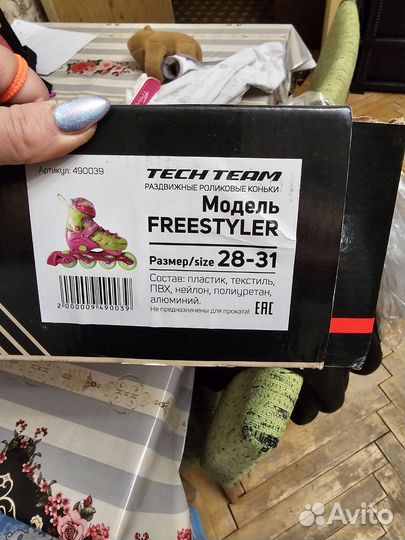 Артикул: 490039
TECH TEAM
РАЗДВИЖНЫЕ РОЛИКОВЫЕ КОНЬКИ
Модель
FREESTYLER
Размер/size 28-31
Состав: пластик, текстиль,
ПВХ, нейлон, полиуретан,
алюминий.
Не предназначены для проката!
EAC
2 000009 490039
Avito